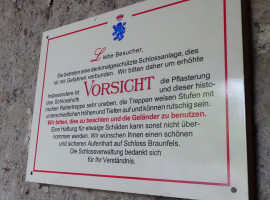 Liebe Besucher,
Sie betreten eine denkmalgeschützte Schlossanlage, dies
ist mit Gefahren verbunden. Wir bitten daher um erhöhte
VORSICHT
Insbesondere ist die Pflasterung
des Schlosshofs und dieser histo-
rischen Rittertreppe sehr uneben, die Treppen weisen Stufen mit
unterschiedlichen Höhen und Tiefen auf und können rutschig sein.
Wir bitten, dies zu beachten und die Geländer zu benutzen.
Eine Haftung für etwaige Schäden kann sonst nicht über-
nommen werden. Wir wünschen Ihnen einen schönen
und sicheren Aufenthalt auf Schloss Braunfels.
Die Schlossverwaltung bedankt sich
für Ihr Verständnis.